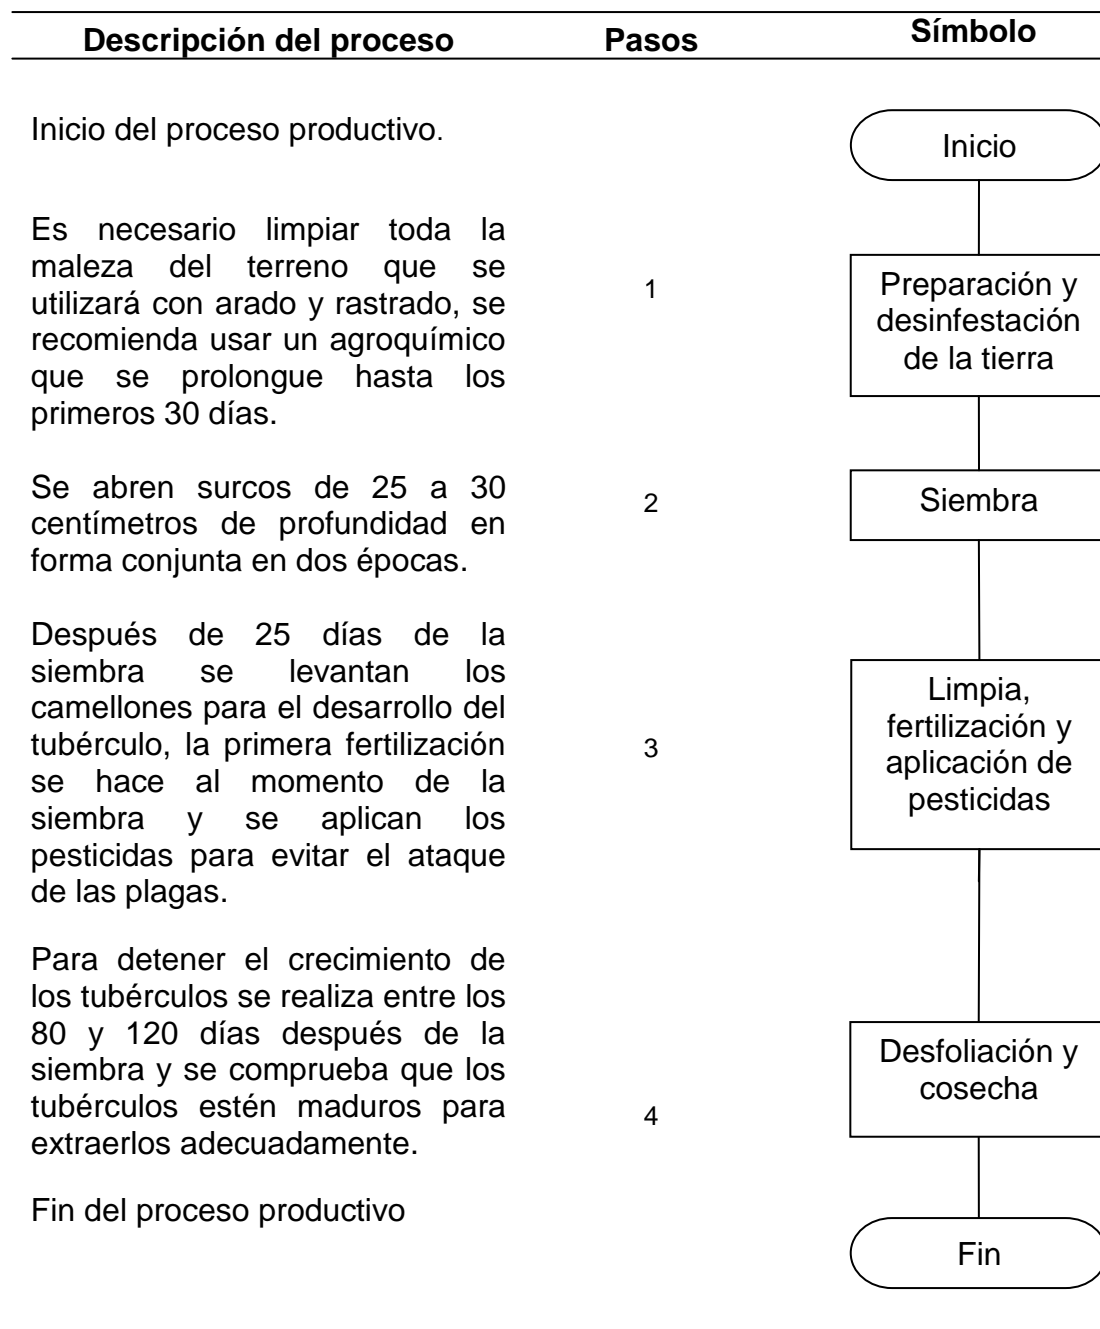 Descripción del proceso Pasos Símbolo
Inicio del proceso productivo.
Inicio
Es necesario limpiar toda la
maleza del terreno que se
utilizará con arado y rastrado, se
recomienda usar un agroquímico
que se prolongue hasta los
primeros 30 días.
1
Preparación y
desinfestación
de la tierra
Se abren surcos de 25 a 30
centímetros de profundidad en
forma conjunta en dos épocas.
2
Siembra
Después de 25 días de la
siembra se levantan los
camellones para el desarrollo del
tubérculo, la primera fertilización
se hace al momento de la
siembra y se aplican los
pesticidas para evitar el ataque
de las plagas.
3
Limpia,
fertilización y
aplicación de
pesticidas
Para detener el crecimiento de
los tubérculos se realiza entre los
80 y 120 días después de la
siembra y se comprueba que los
tubérculos estén maduros para
extraerlos adecuadamente.
4
Desfoliación y
cosecha
Fin del proceso productivo
Fin